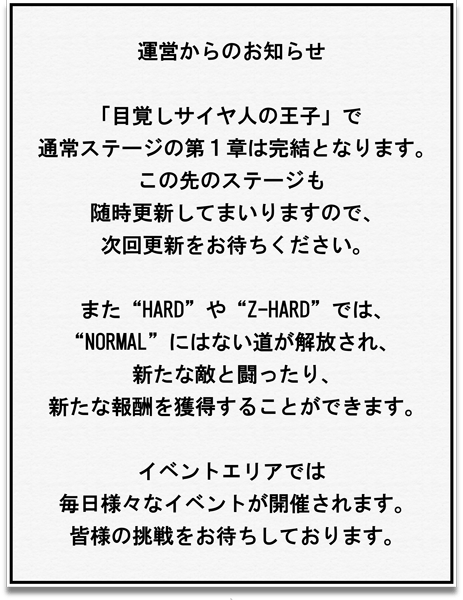 運営からのお知らせ
「目覚しサイヤ人の王子」で
通常ステージの第１章は完結となります。
この先のステージも
随時更新してまいりますので、
次回更新をお待ちください。
また“HARD”や“Z-HARD”では、
“NORMAL”にはない道が解放され、
新たな敵と闘ったり、
新たな報酬を獲得することができます。
イベントエリアでは
毎日様々なイベントが開催されます。
皆様の挑戦をお待ちしております。